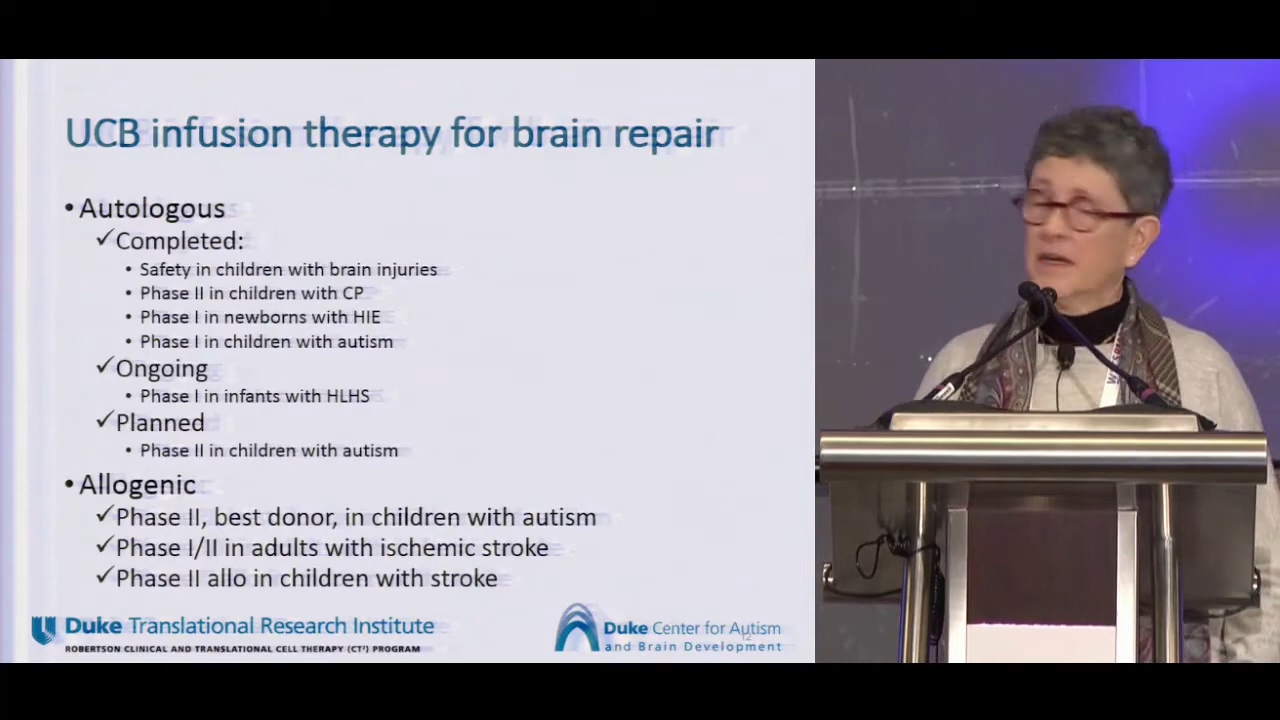 UCB infusion therapy for brain repair
• Autologous
✓Completed:
• Safety in children with brain injuries
• Phase II in children with CP
• Phase I in newborns with HIE
• Phase I in children with autism
✓Ongoing
• Phase I in infants with HLHS
✓Planned
• Phase II in children with autism
• Allogenic
✓Phase II, best donor, in children with autism
✓Phase I/II in adults with ischemic stroke
✓Phase II allo in children with stroke
Duke Translational Research Institute
ROBERTSON CLINICAL AND TRANSLATIONAL CELL THERAPY (CT²) PROGRAM
Duke Center for Autism
12
and Brain Development